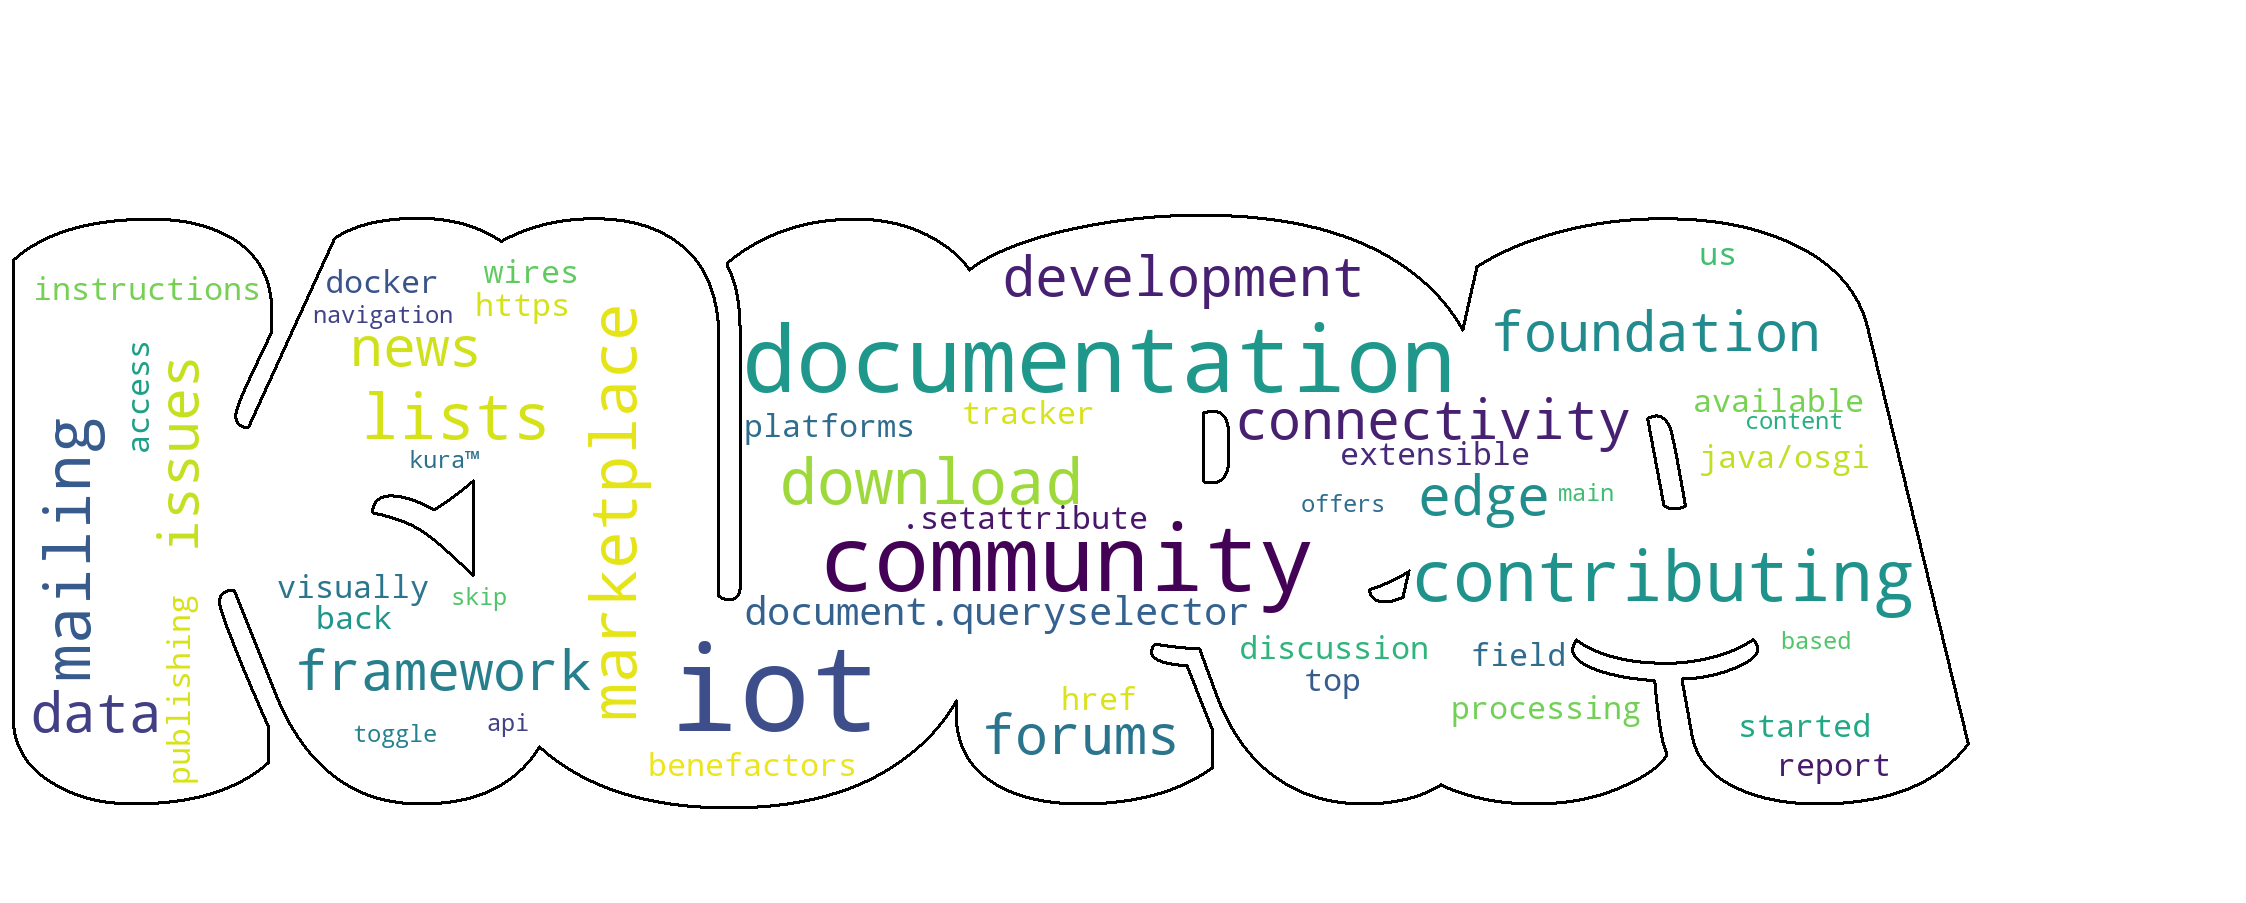 instructions
access
issues
mailing
data
publishing
docker
wires
navigation
https
news
lists
kura™
marketplace
visually
skip
back
framework
toggle
api
development
documentation
platforms
tracker
download
.setattribute
community
document.queryselector
iot
benefactors
href
forums
us
foundation
connectivity
extensible
available
content
java/osgi
offers
edge
main
contributing
discussion
top
field
based
processing
started
report